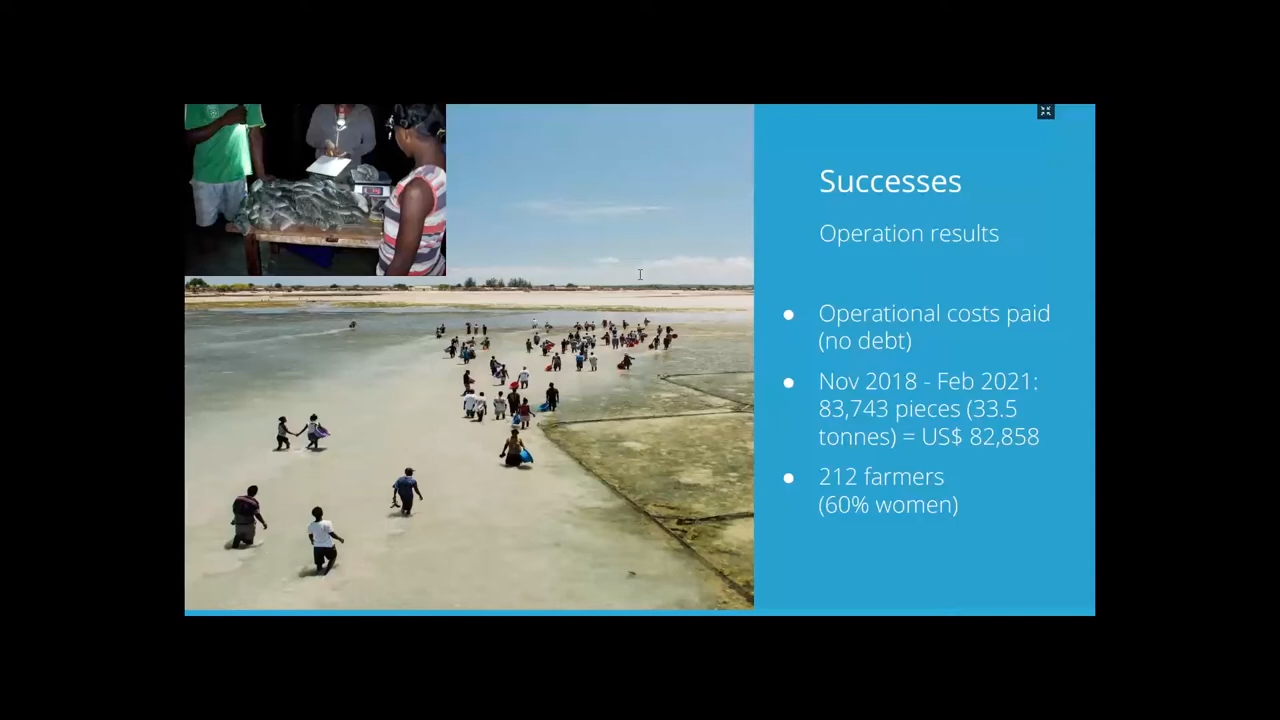 Successes
Operation results
● Operational costs paid
(no debt)
● Nov 2018 - Feb 2021:
83,743 pieces (33.5
tonnes) = US$ 82,858
● 212 farmers
(60% women)